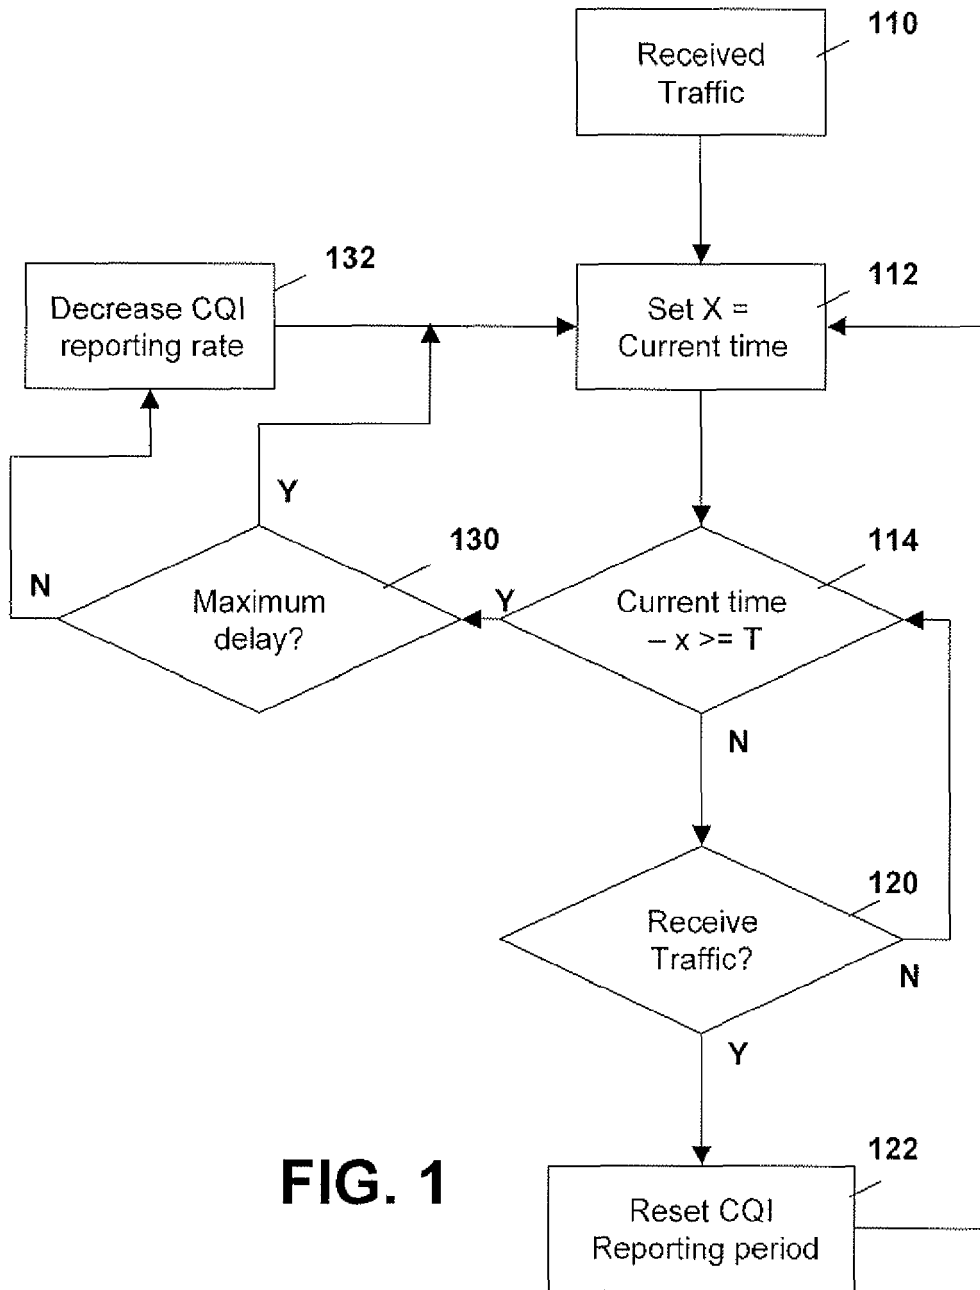 110
Received
Traffic
132
112
Decrease CQI
reporting rate
Set X =
Current time
Y
130
114
N
Maximum
delay?
Y
Current time
– x >= T
N
120
Receive
Traffic?
N
Y
122
FIG. 1
Reset CQI
Reporting period